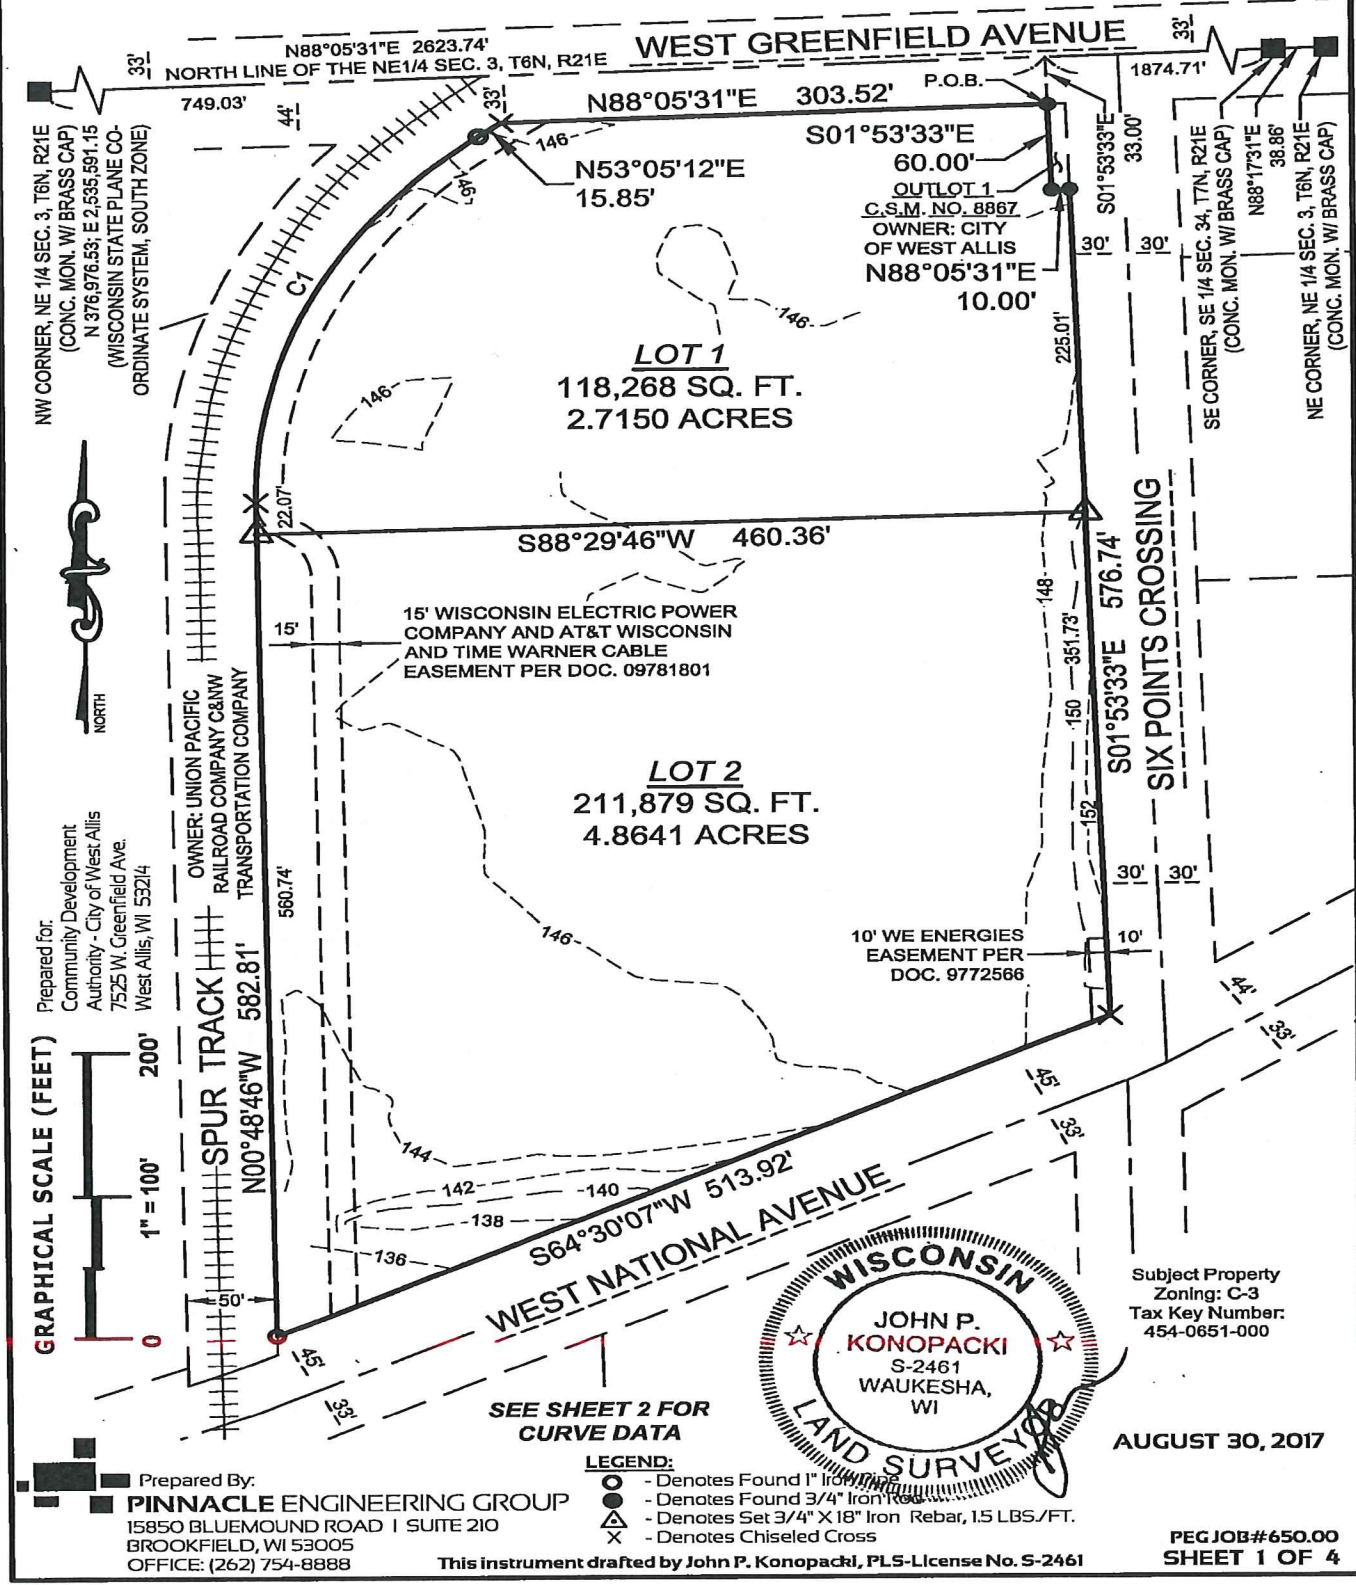 N88°05'31"E 2623.74'
NORTH LINE OF THE NE1/4 SEC. 3, T6N, R21E
WEST GREENFIELD AVENUE
33'
33'
33'
749.03'
44'
1874.71'
N88°05'31"E 303.52'
P.O.B.
N53°05'12"E
15.85'
S01°53'33"E
60.00'
OUTLOT 1
C.S.M. NO. 8867
OWNER: CITY
OF WEST ALLIS
N88°05'31"E
10.00'
S01°53'33"E
33.00'
30'
30'
225.01'
SE CORNER, SE 1/4 SEC. 34, T7N, R21E
(CONC. MON. W/ BRASS CAP)
N88°17'31"E
38.86'
NE CORNER, NE 1/4 SEC. 3, T6N, R21E
(CONC. MON. W/ BRASS CAP)
NW CORNER, NE 1/4 SEC. 3, T6N, R21E
(CONC. MON. W/ BRASS CAP)
N 376,976.53; E 2,535,591.15
(WISCONSIN STATE PLANE CO-
ORDINATE SYSTEM, SOUTH ZONE)
C1
146
146
146
146
LOT 1
118,268 SQ. FT.
2.7150 ACRES
22.07'
S88°29'46"W 460.36'
15' WISCONSIN ELECTRIC POWER
COMPANY AND AT&T WISCONSIN
AND TIME WARNER CABLE
EASEMENT PER DOC. 09781801
15'
148
150
351.73'
152
S01°53'33"E 576.74'
SIX POINTS CROSSING
NORTH
OWNER: UNION PACIFIC
RAILROAD COMPANY C&NW
TRANSPORTATION COMPANY
LOT 2
211,879 SQ. FT.
4.8641 ACRES
560.74'
SPUR TRACK
N00°48'46"W 582.81'
146
30'
30'
10' WE ENERGIES
EASEMENT PER
DOC. 9772566
10'
44'
33'
45'
33'
Prepared for:
Community Development
Authority - City of West Allis
7525 W. Greenfield Ave.
West Allis, WI 53214
GRAPHICAL SCALE (FEET)
0
1" = 100'
200'
144
142
140
138
136
S64°30'07"W 513.92'
WEST NATIONAL AVENUE
50'
45'
33'
SEE SHEET 2 FOR
CURVE DATA
WISCONSIN
JOHN P.
KONOPACKI
S-2461
WAUKESHA,
WI
LAND SURVEYOR
Subject Property
Zoning: C-3
Tax Key Number:
454-0651-000
AUGUST 30, 2017
LEGEND:
- Denotes Found 1" Iron Pipe
- Denotes Found 3/4" Iron Rod
- Denotes Set 3/4" X 18" Iron Rebar, 1.5 LBS./FT.
X - Denotes Chiseled Cross
Prepared By:
PINNACLE ENGINEERING GROUP
15850 BLUEMOUND ROAD | SUITE 210
BROOKFIELD, WI 53005
OFFICE: (262) 754-8888
This instrument drafted by John P. Konopacki, PLS-License No. S-2461
PEG JOB#650.00
SHEET 1 OF 4